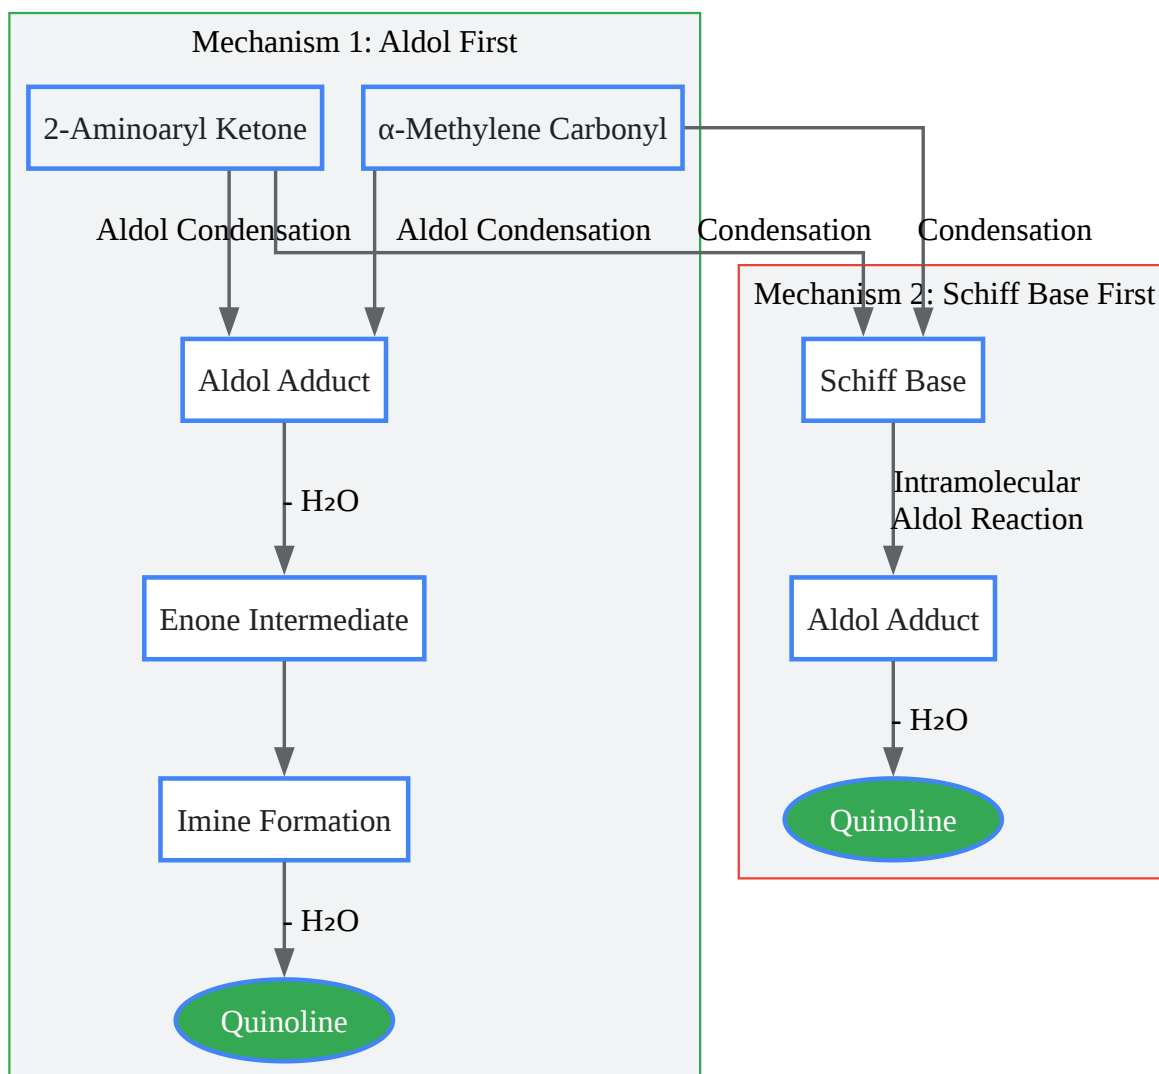 Mechanism 1: Aldol First
2-Aminoaryl Ketone
α-Methylene Carbonyl
Aldol Condensation
Aldol Condensation
Condensation
Condensation
Mechanism 2: Schiff Base First
Aldol Adduct
Schiff Base
- H₂O
Intramolecular
Aldol Reaction
Enone Intermediate
Aldol Adduct
- H₂O
Imine Formation
Quinoline
- H₂O
Quinoline